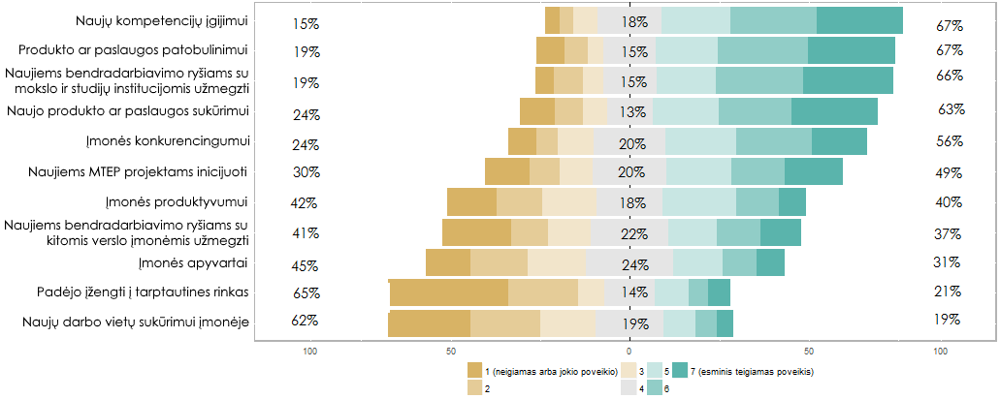 Naujų kompetencijų įgijimui 15% 18% 67%
Produkto ar paslaugos patobulinimui 19% 15% 67%
Naujiems bendradarbiavimo ryšiams su
mokslo ir studijų institucijomis užmegzti 19% 15% 66%
Naujo produkto ar paslaugos sukūrimui 24% 13% 63%
Įmonės konkurencingumui 24% 20% 56%
Naujiems MTEP projektams inicijuoti 30% 20% 49%
Įmonės produktyvumui 42% 18% 40%
Naujiems bendradarbiavimo ryšiams su
kitomis verslo įmonėmis užmegzti 41% 22% 37%
Įmonės apyvartai 45% 24% 31%
Padėjo įžengti į tarptautines rinkas 65% 14% 21%
Naujų darbo vietų sukūrimui įmonėje 62% 19% 19%
100 50 0 50 100
1 (neigiamas arba jokio poveikio) 3 5 7 (esminis teigiamas poveikis)
2 4 6